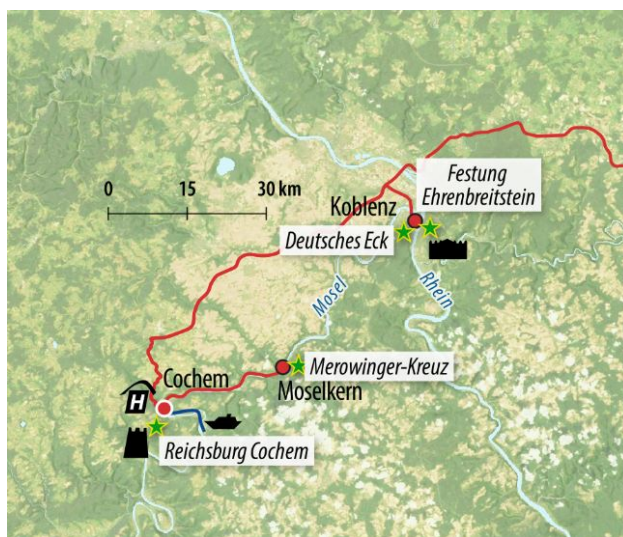 Festung
Ehrenbreitstein
0 15 30 km
Koblenz
Deutsches Eck
Mosel
Rhein
Merowinger-Kreuz
Cochem
Moselkern
H
Reichsburg Cochem